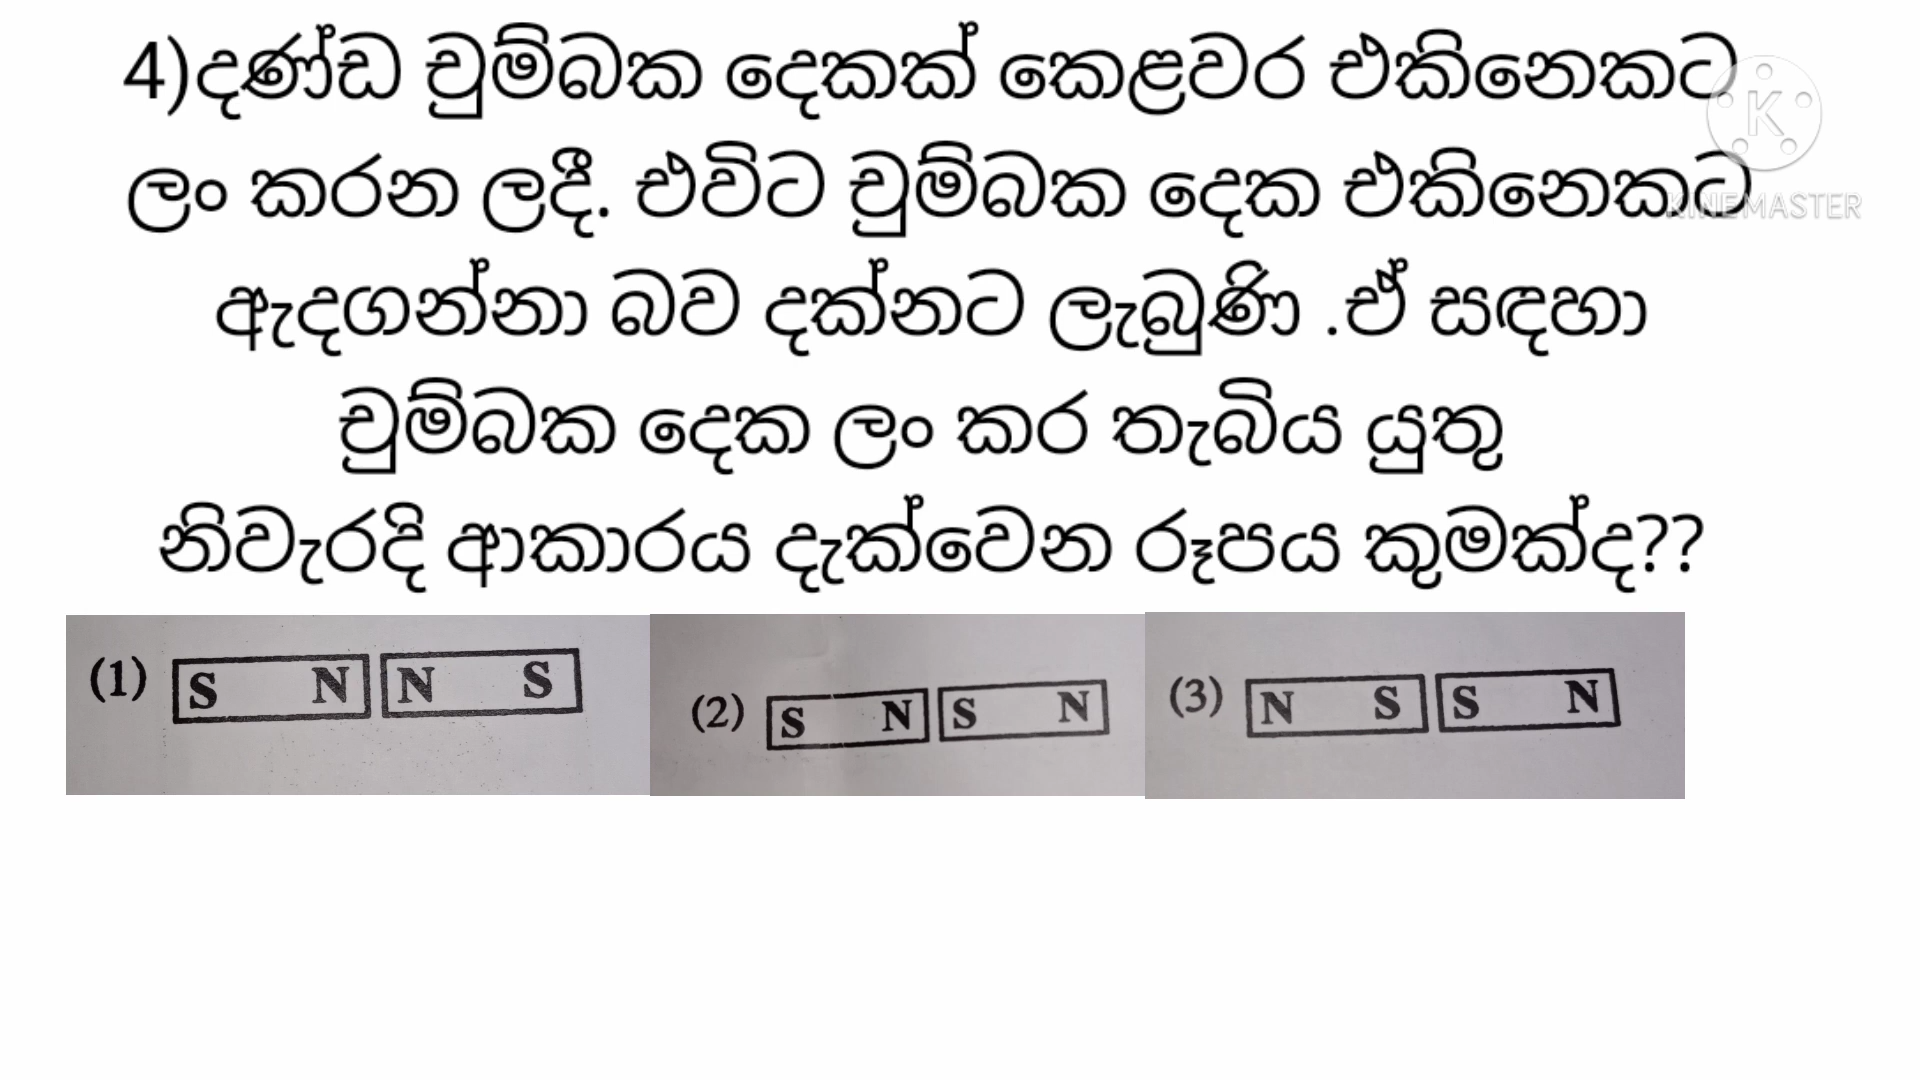 4)දණ්ඩ චුම්බක දෙකක් කෙළවර එකිනෙකට
ලං කරන ලදී. එවිට චුම්බක දෙක එකිනෙකට
ඇදගන්නා බව දක්නට ලැබුණි .ඒ සඳහා
චුම්බක දෙක ලං කර තැබිය යුතු
නිවැරදි ආකාරය දැක්වෙන රූපය කුමක්ද??
K
KINEMASTER
(1) S N N S
(2) S N S N
(3) N S S N